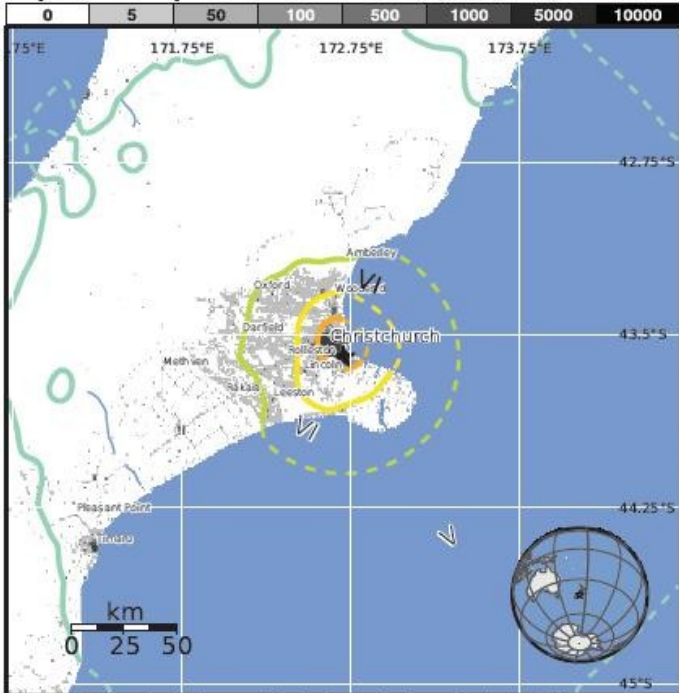 0 5 50 100 500 1000 5000 10000
.75°E 171.75°E 172.75°E 173.75°E
42.75°S
Amberley
VI
Oxford Woodend
Darfield Christchurch 43.5°S
Rolleston
Methven Lincoln
Rakaia Leeston
VI
Pleasant Point 44.25°S
V
Timaru
km
0 25 50
45°S